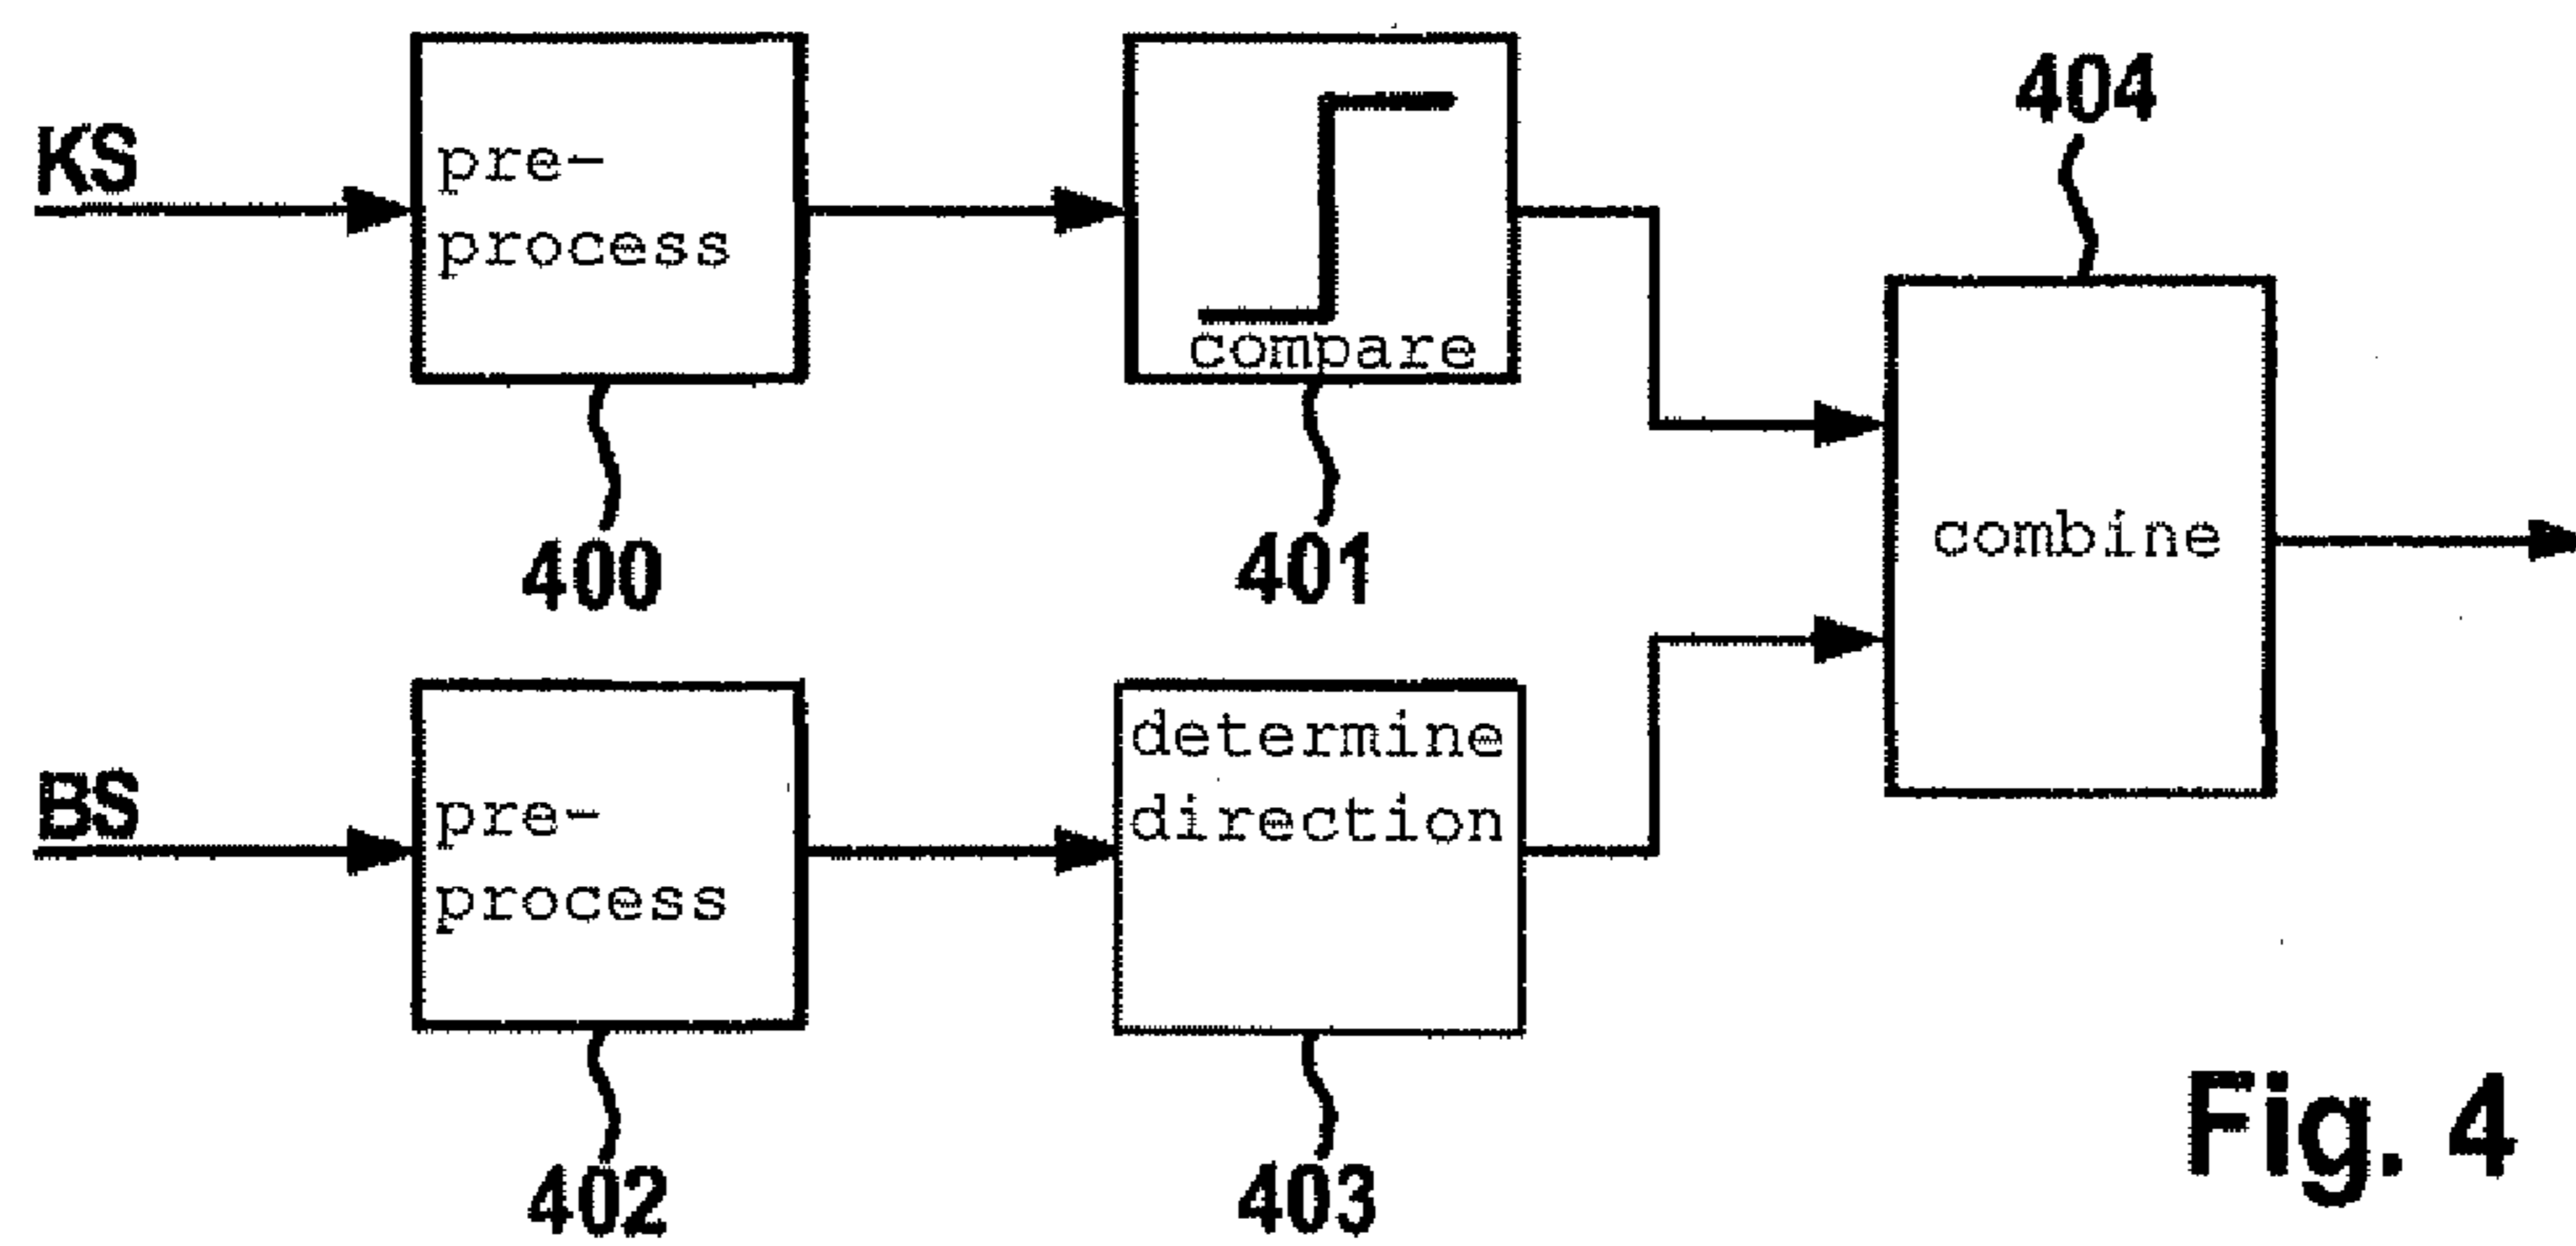 KS
pre-
process
400
compare
401
404
combine
BS
pre-
process
402
determine
direction
403
Fig. 4